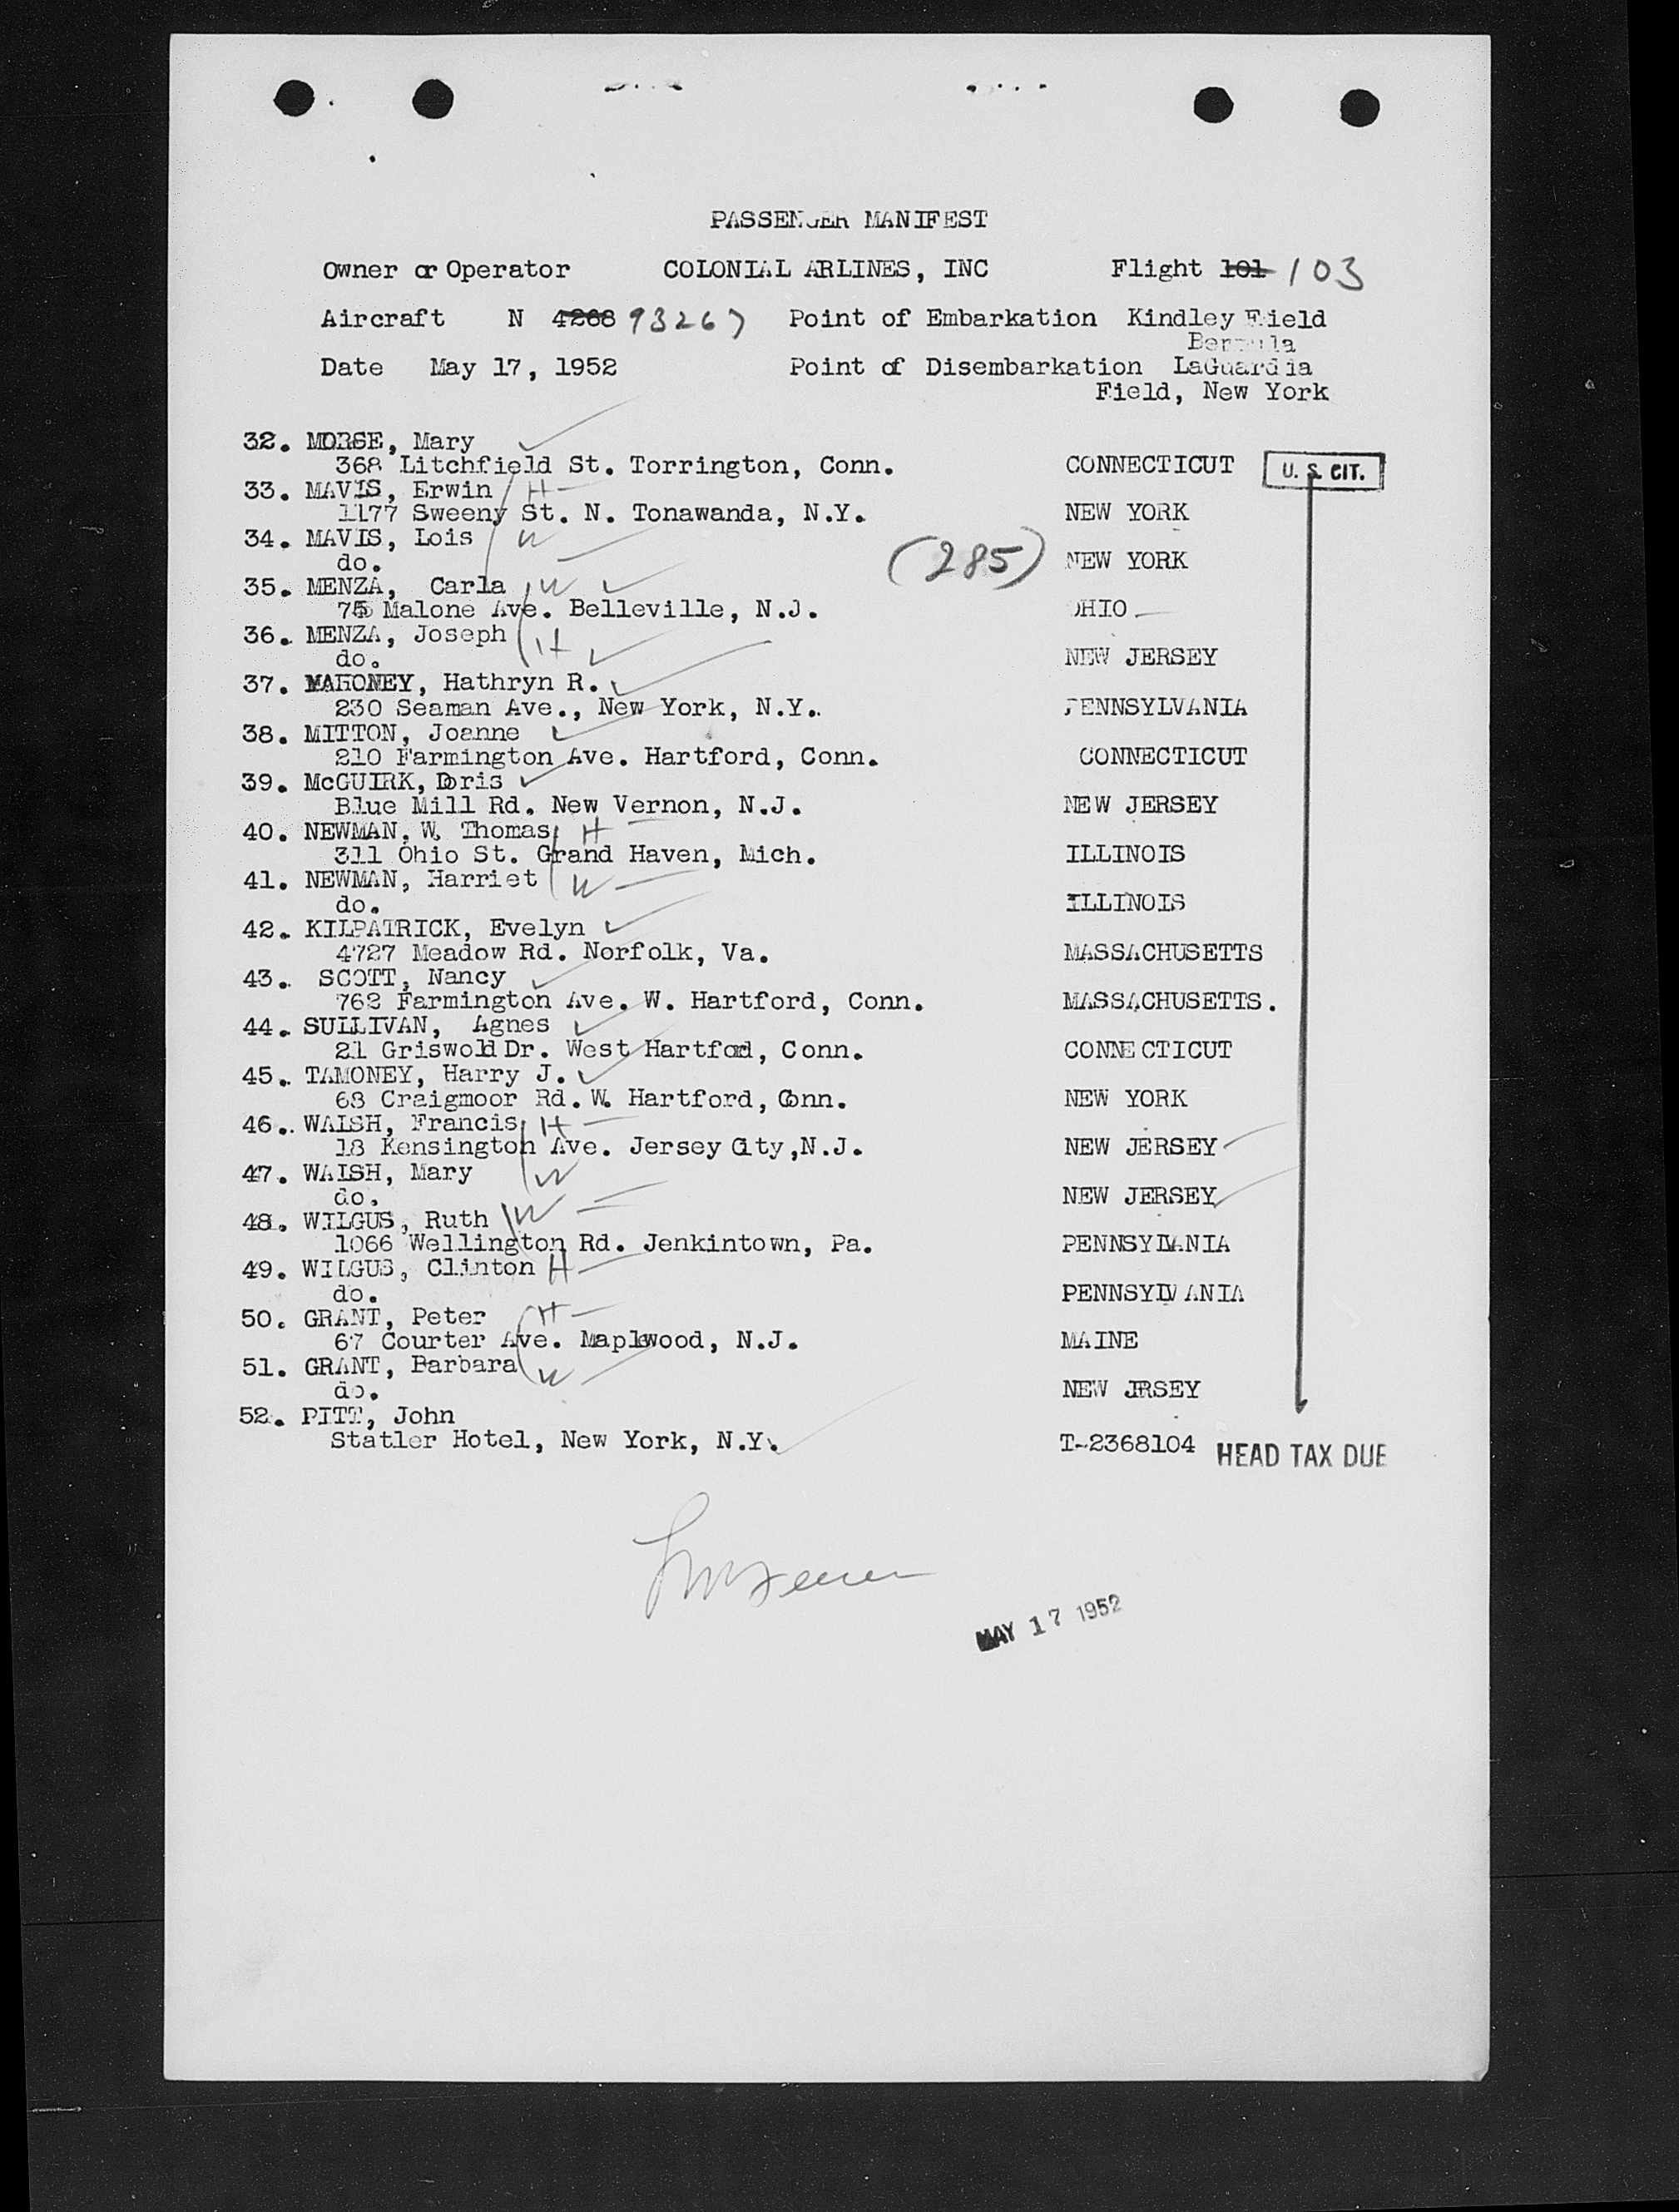 PASSENGER MANIFEST
Owner or Operator COLONIAL ARLINES, INC Flight 101 103
Aircraft N 4268 93267 Point of Embarkation Kindley Field
Bermula
Date May 17, 1952 Point of Disembarkation LaGuardia
Field, New York
32. MORSE, Mary
368 Litchfield St. Torrington, Conn. CONNECTICUT U. S. CIT.
33. MAVIS, Erwin H
1177 Sweeny St. N. Tonawanda, N.Y. NEW YORK
34. MAVIS, Lois W
do. (285) NEW YORK
35. MENZA, Carla W
75 Malone Ave. Belleville, N.J. OHIO
36. MENZA, Joseph H
do. NEW JERSEY
37. MAHONEY, Hathryn R.
230 Seaman Ave., New York, N.Y. PENNSYLVANIA
38. MITTON, Joanne
210 Farmington Ave. Hartford, Conn. CONNECTICUT
39. McGUIRK, Doris
Blue Mill Rd. New Vernon, N.J. NEW JERSEY
40. NEWMAN, W. Thomas H
311 Ohio St. Grand Haven, Mich. ILLINOIS
41. NEWMAN, Harriet W
do. ILLINOIS
42. KILPATRICK, Evelyn
4727 Meadow Rd. Norfolk, Va. MASSACHUSETTS
43. SCOTT, Nancy
762 Farmington Ave. W. Hartford, Conn. MASSACHUSETTS.
44. SULLIVAN, Agnes
21 Griswold Dr. West Hartford, Conn. CONNECTICUT
45. TAMONEY, Harry J.
68 Craigmoor Rd. W. Hartford, Conn. NEW YORK
46. WALSH, Francis H
18 Kensington Ave. Jersey City, N.J. NEW JERSEY
47. WALSH, Mary W
do. NEW JERSEY
48. WILGUS, Ruth W
1066 Wellington Rd. Jenkintown, Pa. PENNSYLVANIA
49. WILGUS, Clinton H
do. PENNSYLVANIA
50. GRANT, Peter H
67 Courter Ave. Maplewood, N.J. MAINE
51. GRANT, Barbara W
do. NEW JRSEY
52. PITT, John
Statler Hotel, New York, N.Y. T-2368104 HEAD TAX DUE
MAY 17 1952